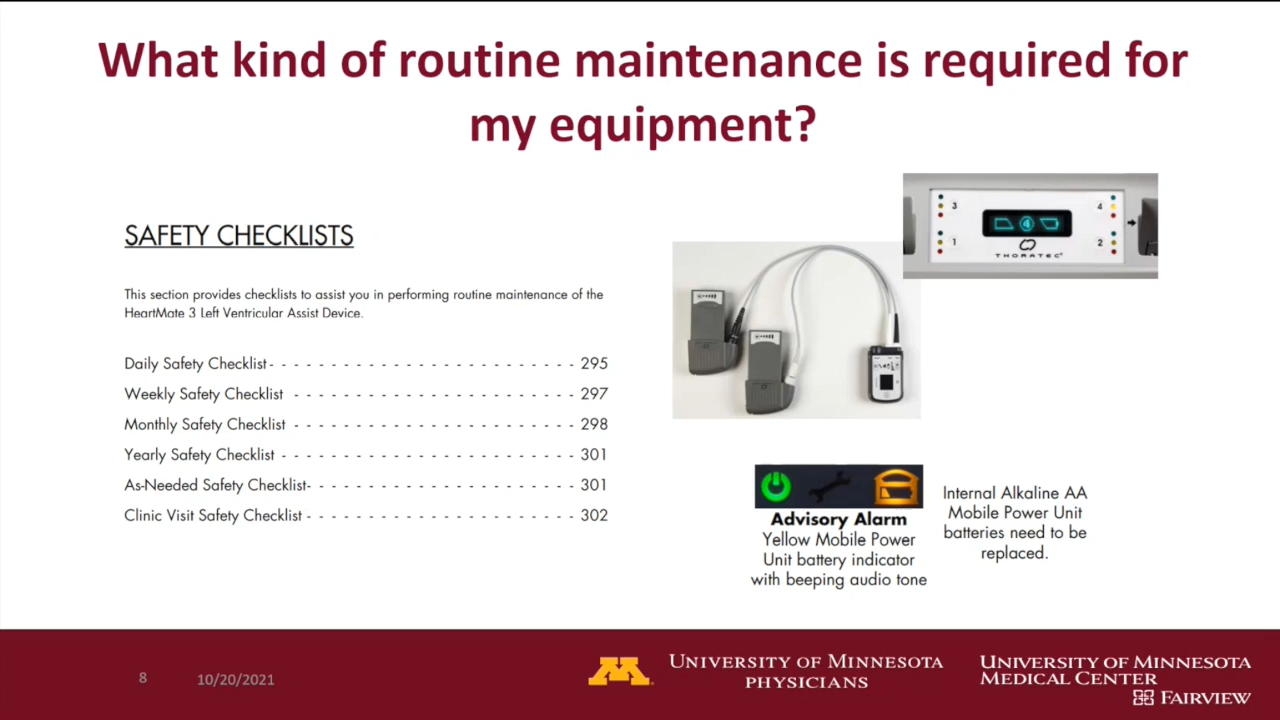 What kind of routine maintenance is required for
my equipment?
SAFETY CHECKLISTS
This section provides checklists to assist you in performing routine maintenance of the
HeartMate 3 Left Ventricular Assist Device.
Daily Safety Checklist - - - - - - - - - - - - - - - - - - - - - - - - - 295
Weekly Safety Checklist - - - - - - - - - - - - - - - - - - - - - - - 297
Monthly Safety Checklist - - - - - - - - - - - - - - - - - - - - - - - 298
Yearly Safety Checklist - - - - - - - - - - - - - - - - - - - - - - - - 301
As-Needed Safety Checklist - - - - - - - - - - - - - - - - - - - - - - 301
Clinic Visit Safety Checklist - - - - - - - - - - - - - - - - - - - - - - 302
3 4 4
1 2
THORATEC
Advisory Alarm
Yellow Mobile Power
Unit battery indicator
with beeping audio tone
Internal Alkaline AA
Mobile Power Unit
batteries need to be
replaced.
8 10/20/2021
M
UNIVERSITY OF MINNESOTA
PHYSICIANS
UNIVERSITY OF MINNESOTA
MEDICAL CENTER
FAIRVIEW